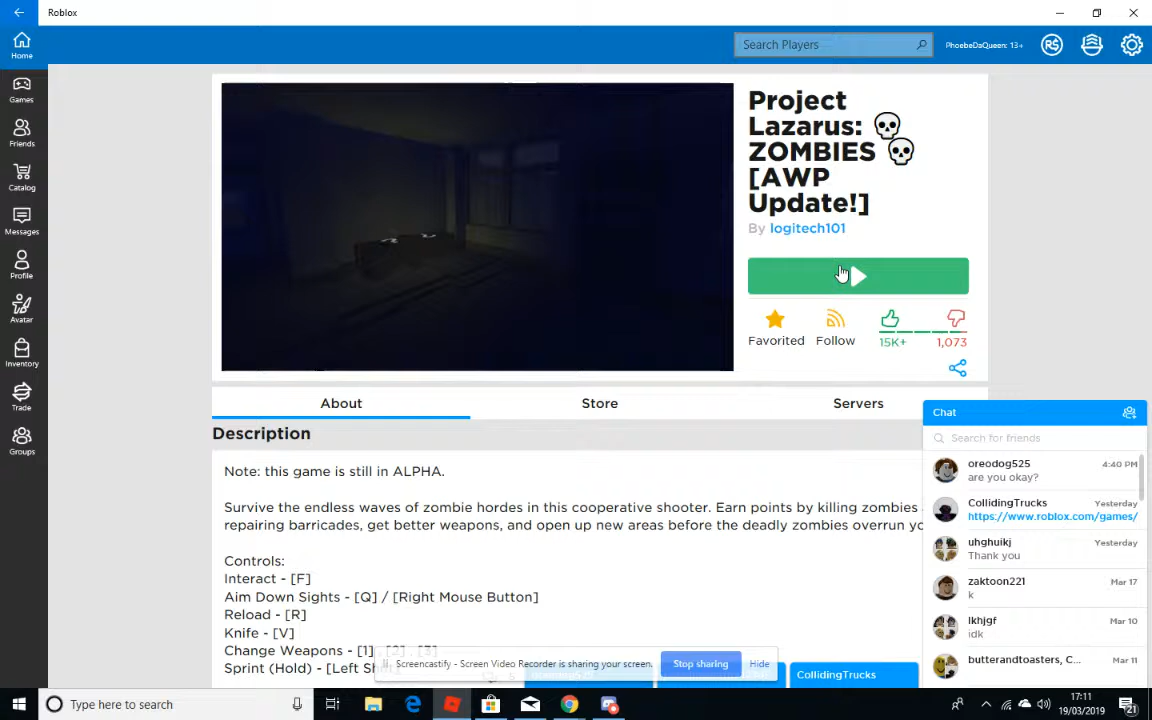 Roblox
Home
Search Players
PhoebeDaQueen: 13+
Games
Friends
Catalog
Messages
Profile
Avatar
Inventory
Trade
Groups
Project
Lazarus: 💀
ZOMBIES 💀
[AWP
Update!]
By logitech101
Favorited
Follow
15K+
1,073
About
Store
Servers
Description
Note: this game is still in ALPHA.
Survive the endless waves of zombie hordes in this cooperative shooter. Earn points by killing zombies
repairing barricades, get better weapons, and open up new areas before the deadly zombies overrun yo
Controls:
Interact - [F]
Aim Down Sights - [Q] / [Right Mouse Button]
Reload - [R]
Knife - [V]
Change Weapons - [1] , [2] , [3]
Sprint (Hold) - [Left
Screencastify - Screen Video Recorder is sharing your screen.
Stop sharing
Hide
CollidingTrucks
Chat
Search for friends
oreodog525 4:40 PM
are you okay?
CollidingTrucks Yesterday
https://www.roblox.com/games/
uhghuikj Yesterday
Thank you
zaktoon221 Mar 17
k
lkhjgf Mar 10
idk
butterandtoasters, C... Mar 11
Type here to search
17:11
19/03/2019
21